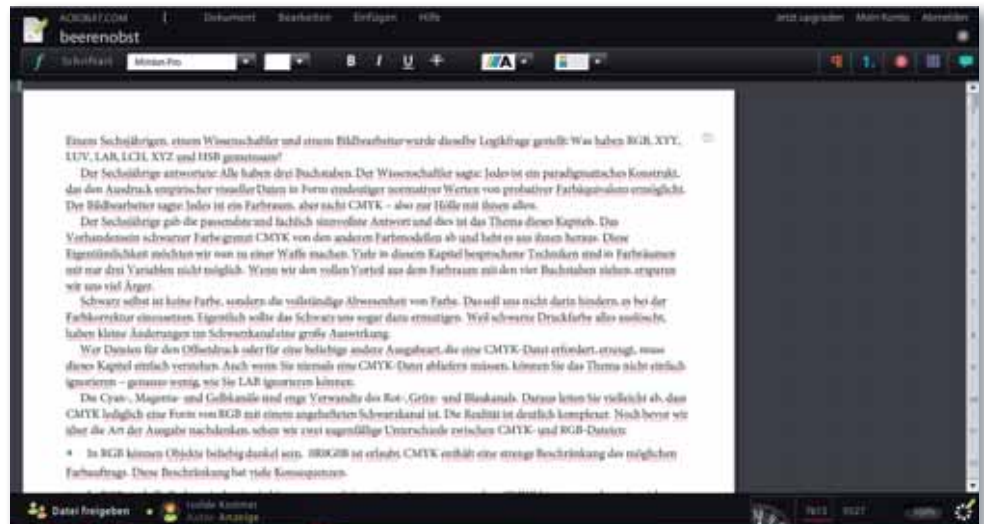 ACROBAT.COM Dokument Bearbeiten Einfügen Hilfe Jetzt upgraden Mein Konto Abmelden
beerenobst
Schriftart Minion Pro B I U
Einem Sechsjährigen, einem Wissenschaftler und einem Bildbearbeiter wurde dieselbe Logikfrage gestellt: Was haben RGB, XYY,
LUV, LAB, LCH, XYZ und HSB gemeinsam?
Der Sechsjährige antwortete: Alle haben drei Buchstaben. Der Wissenschaftler sagte: Jedes ist ein paradigmatisches Konstrukt,
das den Ausdruck empirischer visueller Daten in Form eindeutiger normativer Werten von probativer Farbäquivalenz ermöglicht.
Der Bildbearbeiter sagte: Jedes ist ein Farbraum, aber nicht CMYK – also zur Hölle mit ihnen allen.
Der Sechsjährige gab die passendste und fachlich sinnvollste Antwort und dies ist das Thema dieses Kapitels. Das
Vorhandensein schwarzer Farbe grenzt CMYK von den anderen Farbmodellen ab und hebt es aus ihnen heraus. Diese
Eigentümlichkeit möchten wir nun zu einer Waffe machen. Viele in diesem Kapitel besprochene Techniken sind in Farbräumen
mit nur drei Variablen nicht möglich. Wenn wir den vollen Vorteil aus dem Farbraum mit den vier Buchstaben ziehen, ersparen
wir uns viel Ärger.
Schwarz selbst ist keine Farbe, sondern die vollständige Abwesenheit von Farbe. Das soll uns nicht darin hindern, es bei der
Farbkorrektur einzusetzen. Eigentlich sollte das Schwarz uns sogar dazu ermutigen. Weil schwarze Druckfarbe alles auslöscht,
haben kleine Änderungen im Schwarzkanal eine große Auswirkung.
Wer Dateien für den Offsetdruck oder für eine beliebige andere Ausgabeart, die eine CMYK-Datei erfordert, erzeugt, muss
dieses Kapitel einfach verstehen. Auch wenn Sie niemals eine CMYK-Datei abliefern müssen, können Sie das Thema nicht einfach
ignorieren – genauso wenig, wie Sie LAB ignorieren können.
Die Cyan-, Magenta- und Gelbkanäle sind enge Verwandte des Rot-, Grün- und Blaukanals. Daraus leiten Sie vielleicht ab, dass
CMYK lediglich eine Form von RGB mit einem angehefteten Schwarzkanal ist. Die Realität ist deutlich komplexer. Noch bevor wir
über die Art der Ausgabe nachdenken, sehen wir zwei augenfällige Unterschiede zwischen CMYK- und RGB-Dateien:
• In RGB können Objekte beliebig dunkel sein. 0R0G0B ist erlaubt. CMYK enthält eine strenge Beschränkung des möglichen
Farbauftrags. Diese Beschränkung hat viele Konsequenzen.
Datei freigeben
Autor Anzeige